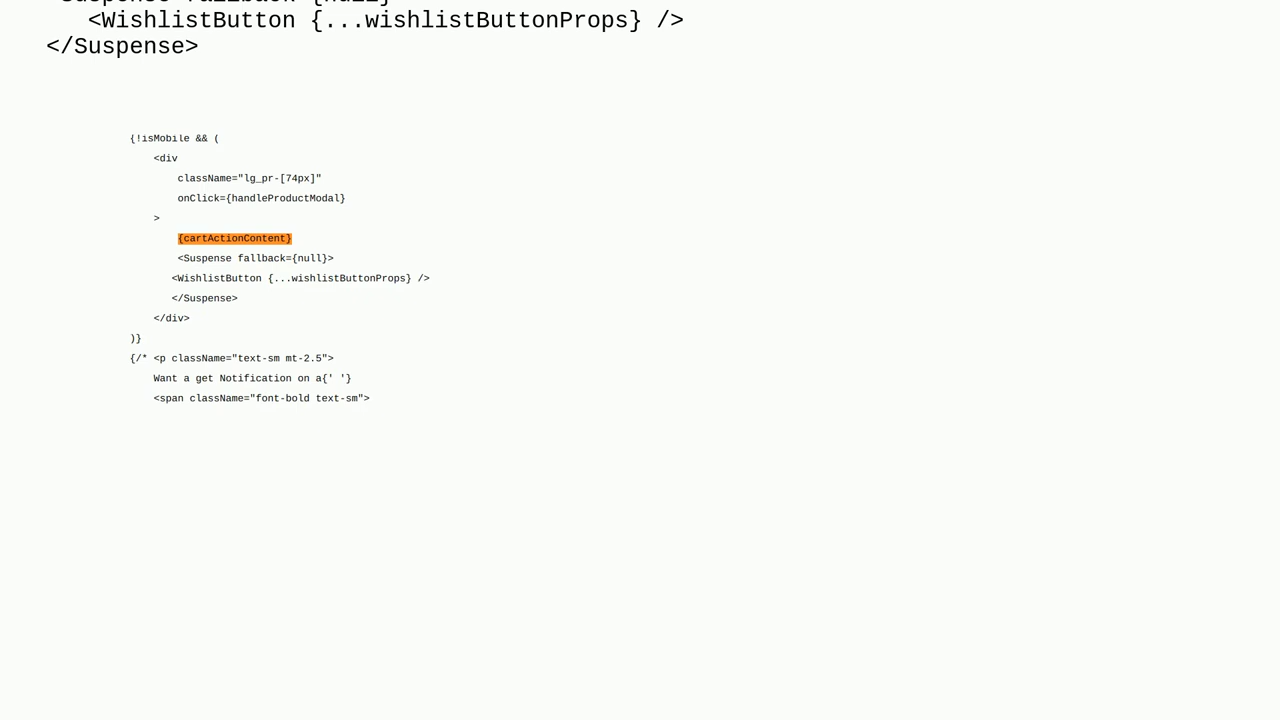 <WishlistButton {...wishlistButtonProps} />
</Suspense>
{!isMobile && (
<div
className="lg_pr-[74px]"
onClick={handleProductModal}
>
{cartActionContent}
<Suspense fallback={null}>
<WishlistButton {...wishlistButtonProps} />
</Suspense>
</div>
)}
{/* <p className="text-sm mt-2.5">
Want a get Notification on a{' '}
<span className="font-bold text-sm">